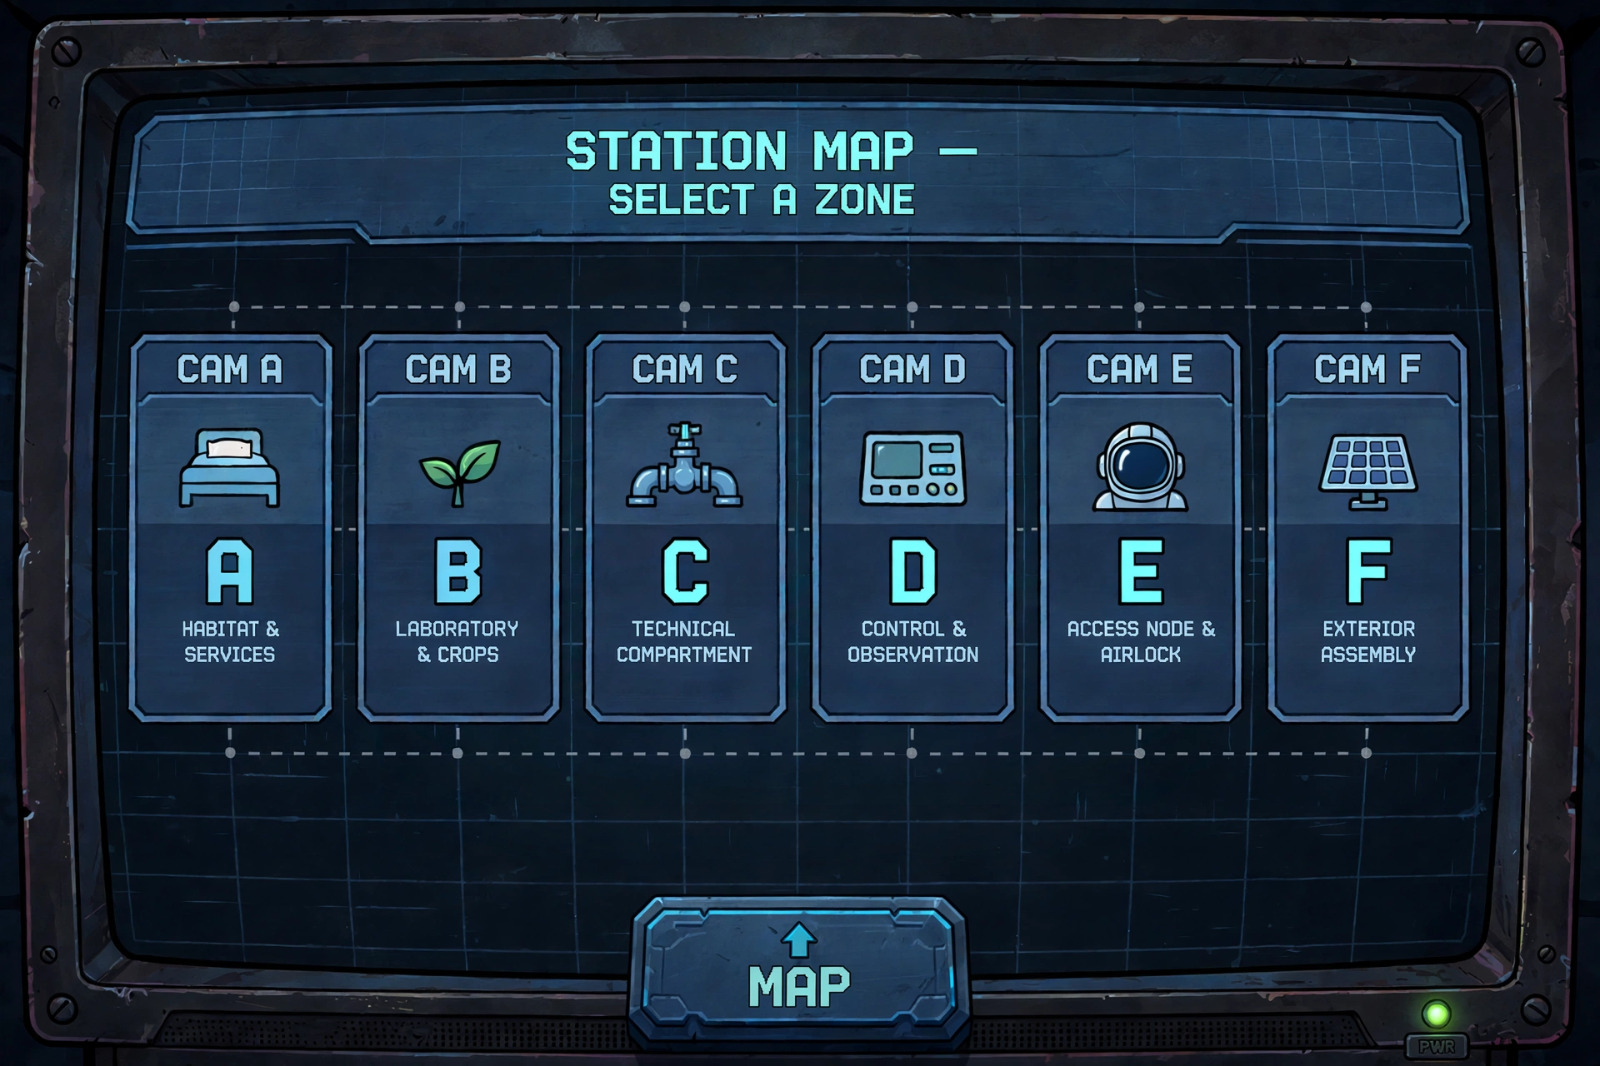 STATION MAP —
SELECT A ZONE
CAM A
CAM B
CAM C
CAM D
CAM E
CAM F
A
HABITAT &
SERVICES
B
LABORATORY
& CROPS
C
TECHNICAL
COMPARTMENT
D
CONTROL &
OBSERVATION
E
ACCESS NODE &
AIRLOCK
F
EXTERIOR
ASSEMBLY
MAP
PWR